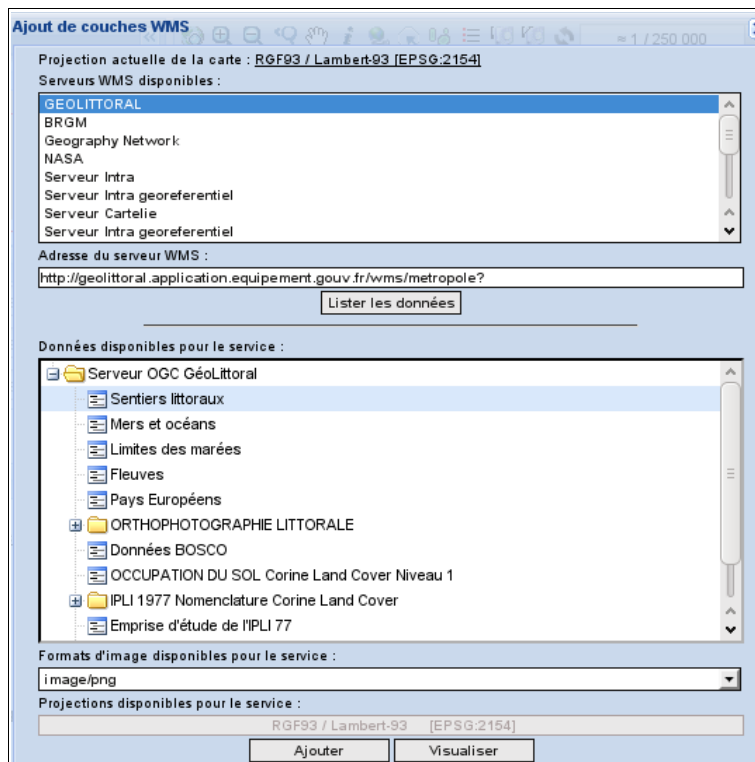 Ajout de couches WMS
≈ 1 / 250 000
Projection actuelle de la carte : RGF93 / Lambert-93 [EPSG:2154]
Serveurs WMS disponibles :
GEOLITTORAL
BRGM
Geography Network
NASA
Serveur Intra
Serveur Intra georeferentiel
Serveur Cartelie
Serveur Intra georeferentiel
Adresse du serveur WMS :
http://geolittoral.application.equipement.gouv.fr/wms/metropole?
Lister les données
Données disponibles pour le service :
Serveur OGC GéoLittoral
Sentiers littoraux
Mers et océans
Limites des marées
Fleuves
Pays Européens
ORTHOPHOTOGRAPHIE LITTORALE
Données BOSCO
OCCUPATION DU SOL Corine Land Cover Niveau 1
IPLI 1977 Nomenclature Corine Land Cover
Emprise d'étude de l'IPLI 77
Formats d'image disponibles pour le service :
image/png
Projections disponibles pour le service :
RGF93 / Lambert-93 [EPSG:2154]
Ajouter
Visualiser